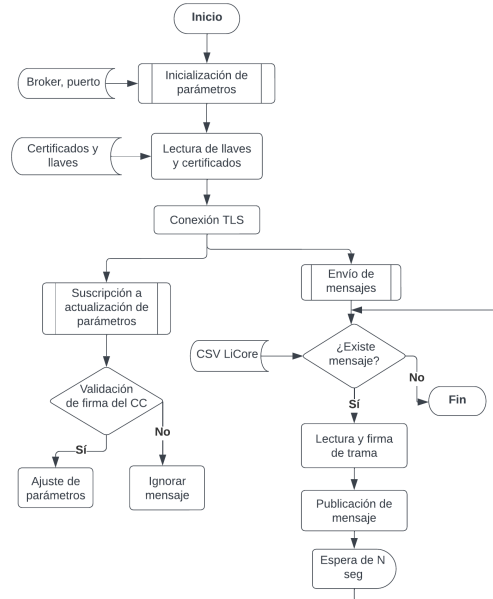 Inicio
Broker, puerto
Inicialización de
parámetros
Certificados y
llaves
Lectura de llaves
y certificados
Conexión TLS
Suscripción a
actualización de
parámetros
Envío de
mensajes
CSV LiCore
¿Existe
mensaje?
No
Fin
Validación
de firma del CC
Sí
No
Sí
Ajuste de
parámetros
Ignorar
mensaje
Lectura y firma
de trama
Publicación de
mensaje
Espera de N
seg